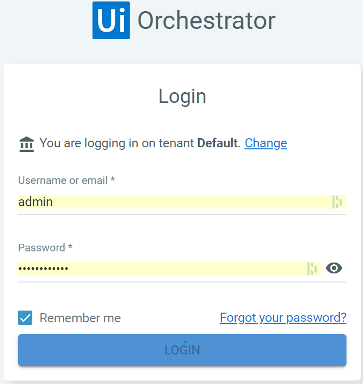 Ui Orchestrator
Login
You are logging in on tenant Default. Change
Username or email *
admin
Password *
••••••••••••
Remember me Forgot your password?
LOGIN